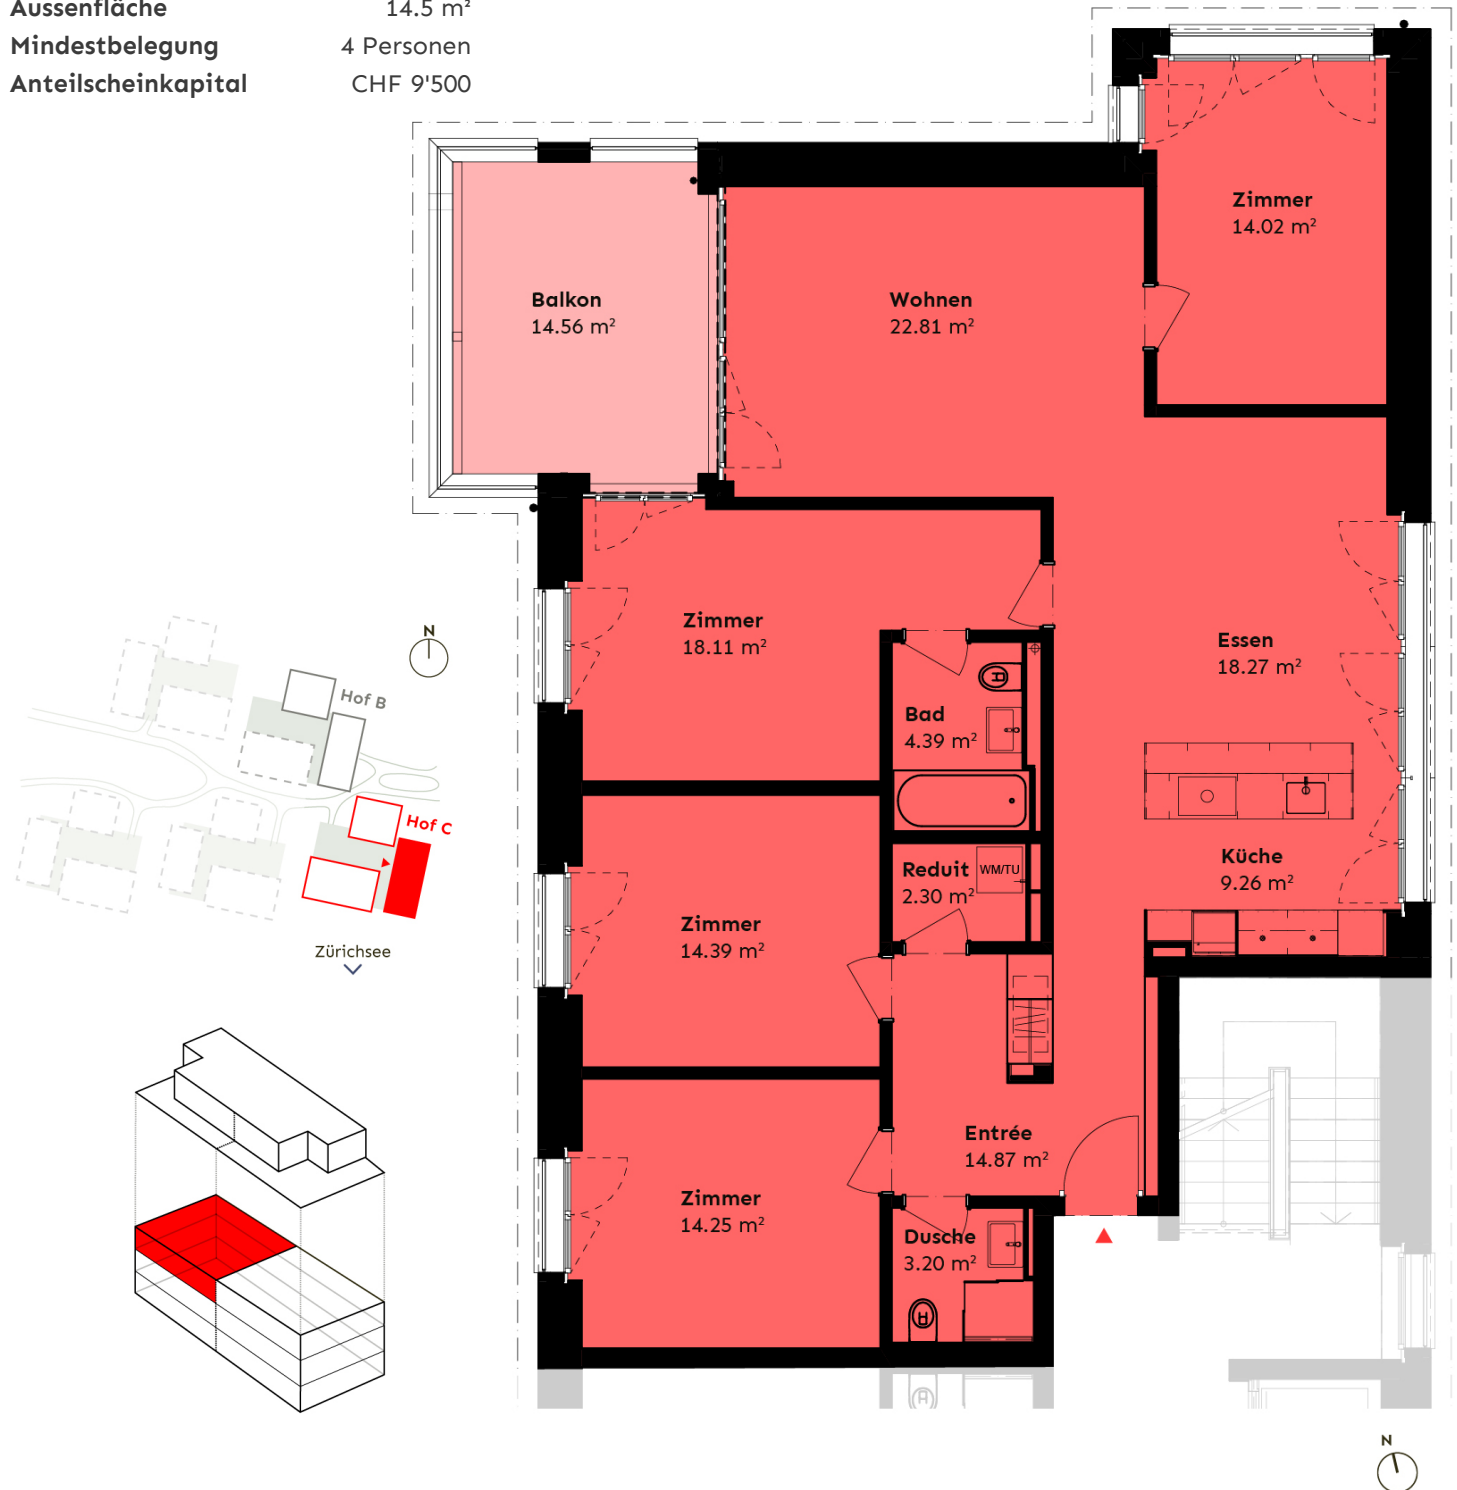 Aussenfläche 14.5 m²
Mindestbelegung 4 Personen
Anteilscheinkapital CHF 9'500
Zimmer
14.02 m²
Balkon
14.56 m²
Wohnen
22.81 m²
Zimmer
18.11 m²
Essen
18.27 m²
Bad
4.39 m²
Küche
9.26 m²
Reduit
2.30 m²
WM/TU
Zimmer
14.39 m²
Entrée
14.87 m²
Zimmer
14.25 m²
Dusche
3.20 m²
N
Hof B
Hof C
Zürichsee
N